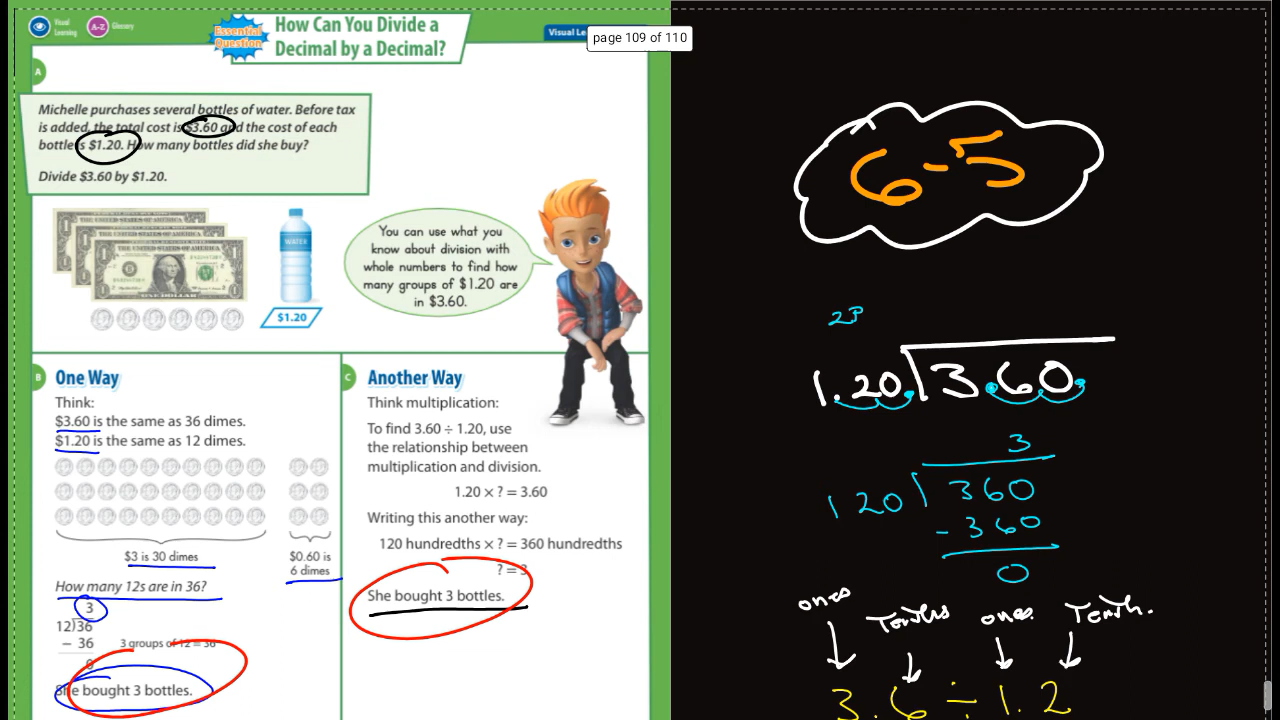 Visual
Learning
A-Z
Glossary
Essential
Question
How Can You Divide a
Decimal by a Decimal?
page 109 of 110
A
Michelle purchases several bottles of water. Before tax
is added, the total cost is $3.60 and the cost of each
bottle is $1.20. How many bottles did she buy?
Divide $3.60 by $1.20.
THE UNITED STATES OF AMERICA
ONE DOLLAR
WATER
$1.20
You can use what you
know about division with
whole numbers to find how
many groups of $1.20 are
in $3.60.
B
One Way
Think:
$3.60 is the same as 36 dimes.
$1.20 is the same as 12 dimes.
$3 is 30 dimes
$0.60 is
6 dimes
How many 12s are in 36?
3
12)36
− 36
3 groups of 12 = 36
0
She bought 3 bottles.
C
Another Way
Think multiplication:
To find 3.60 ÷ 1.20, use
the relationship between
multiplication and division.
1.20 × ? = 3.60
Writing this another way:
120 hundredths × ? = 360 hundredths
? = 3
She bought 3 bottles.
6-5
1.20.)3.60.
3
120)360
-360
0
ones Tenths ones Tenth.
3.6 ÷ 1.2